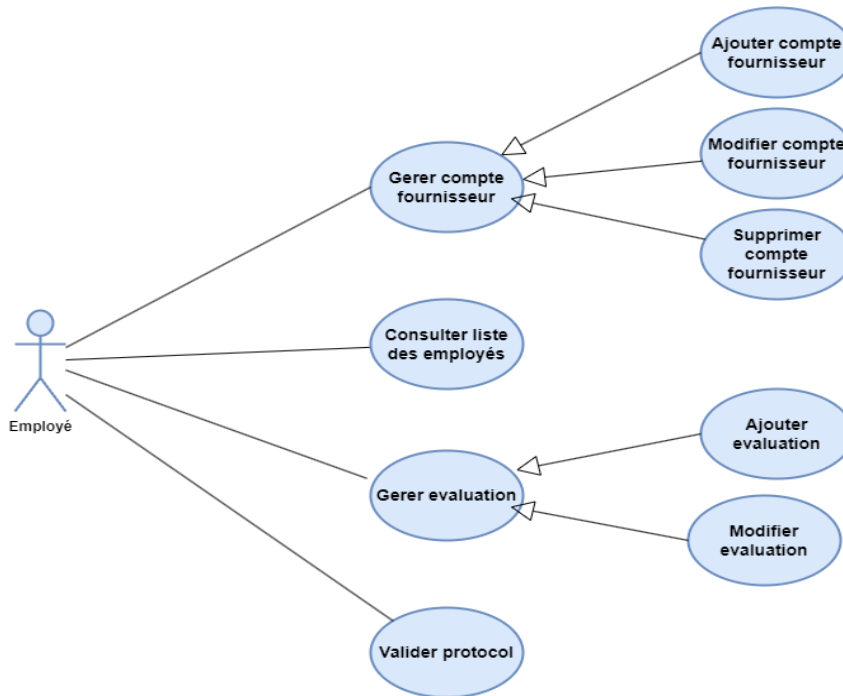 Ajouter compte
fournisseur
Gerer compte
fournisseur
Modifier compte
fournisseur
Supprimer
compte
fournisseur
Consulter liste
des employés
Employé
Ajouter
evaluation
Gerer evaluation
Modifier
evaluation
Valider protocol